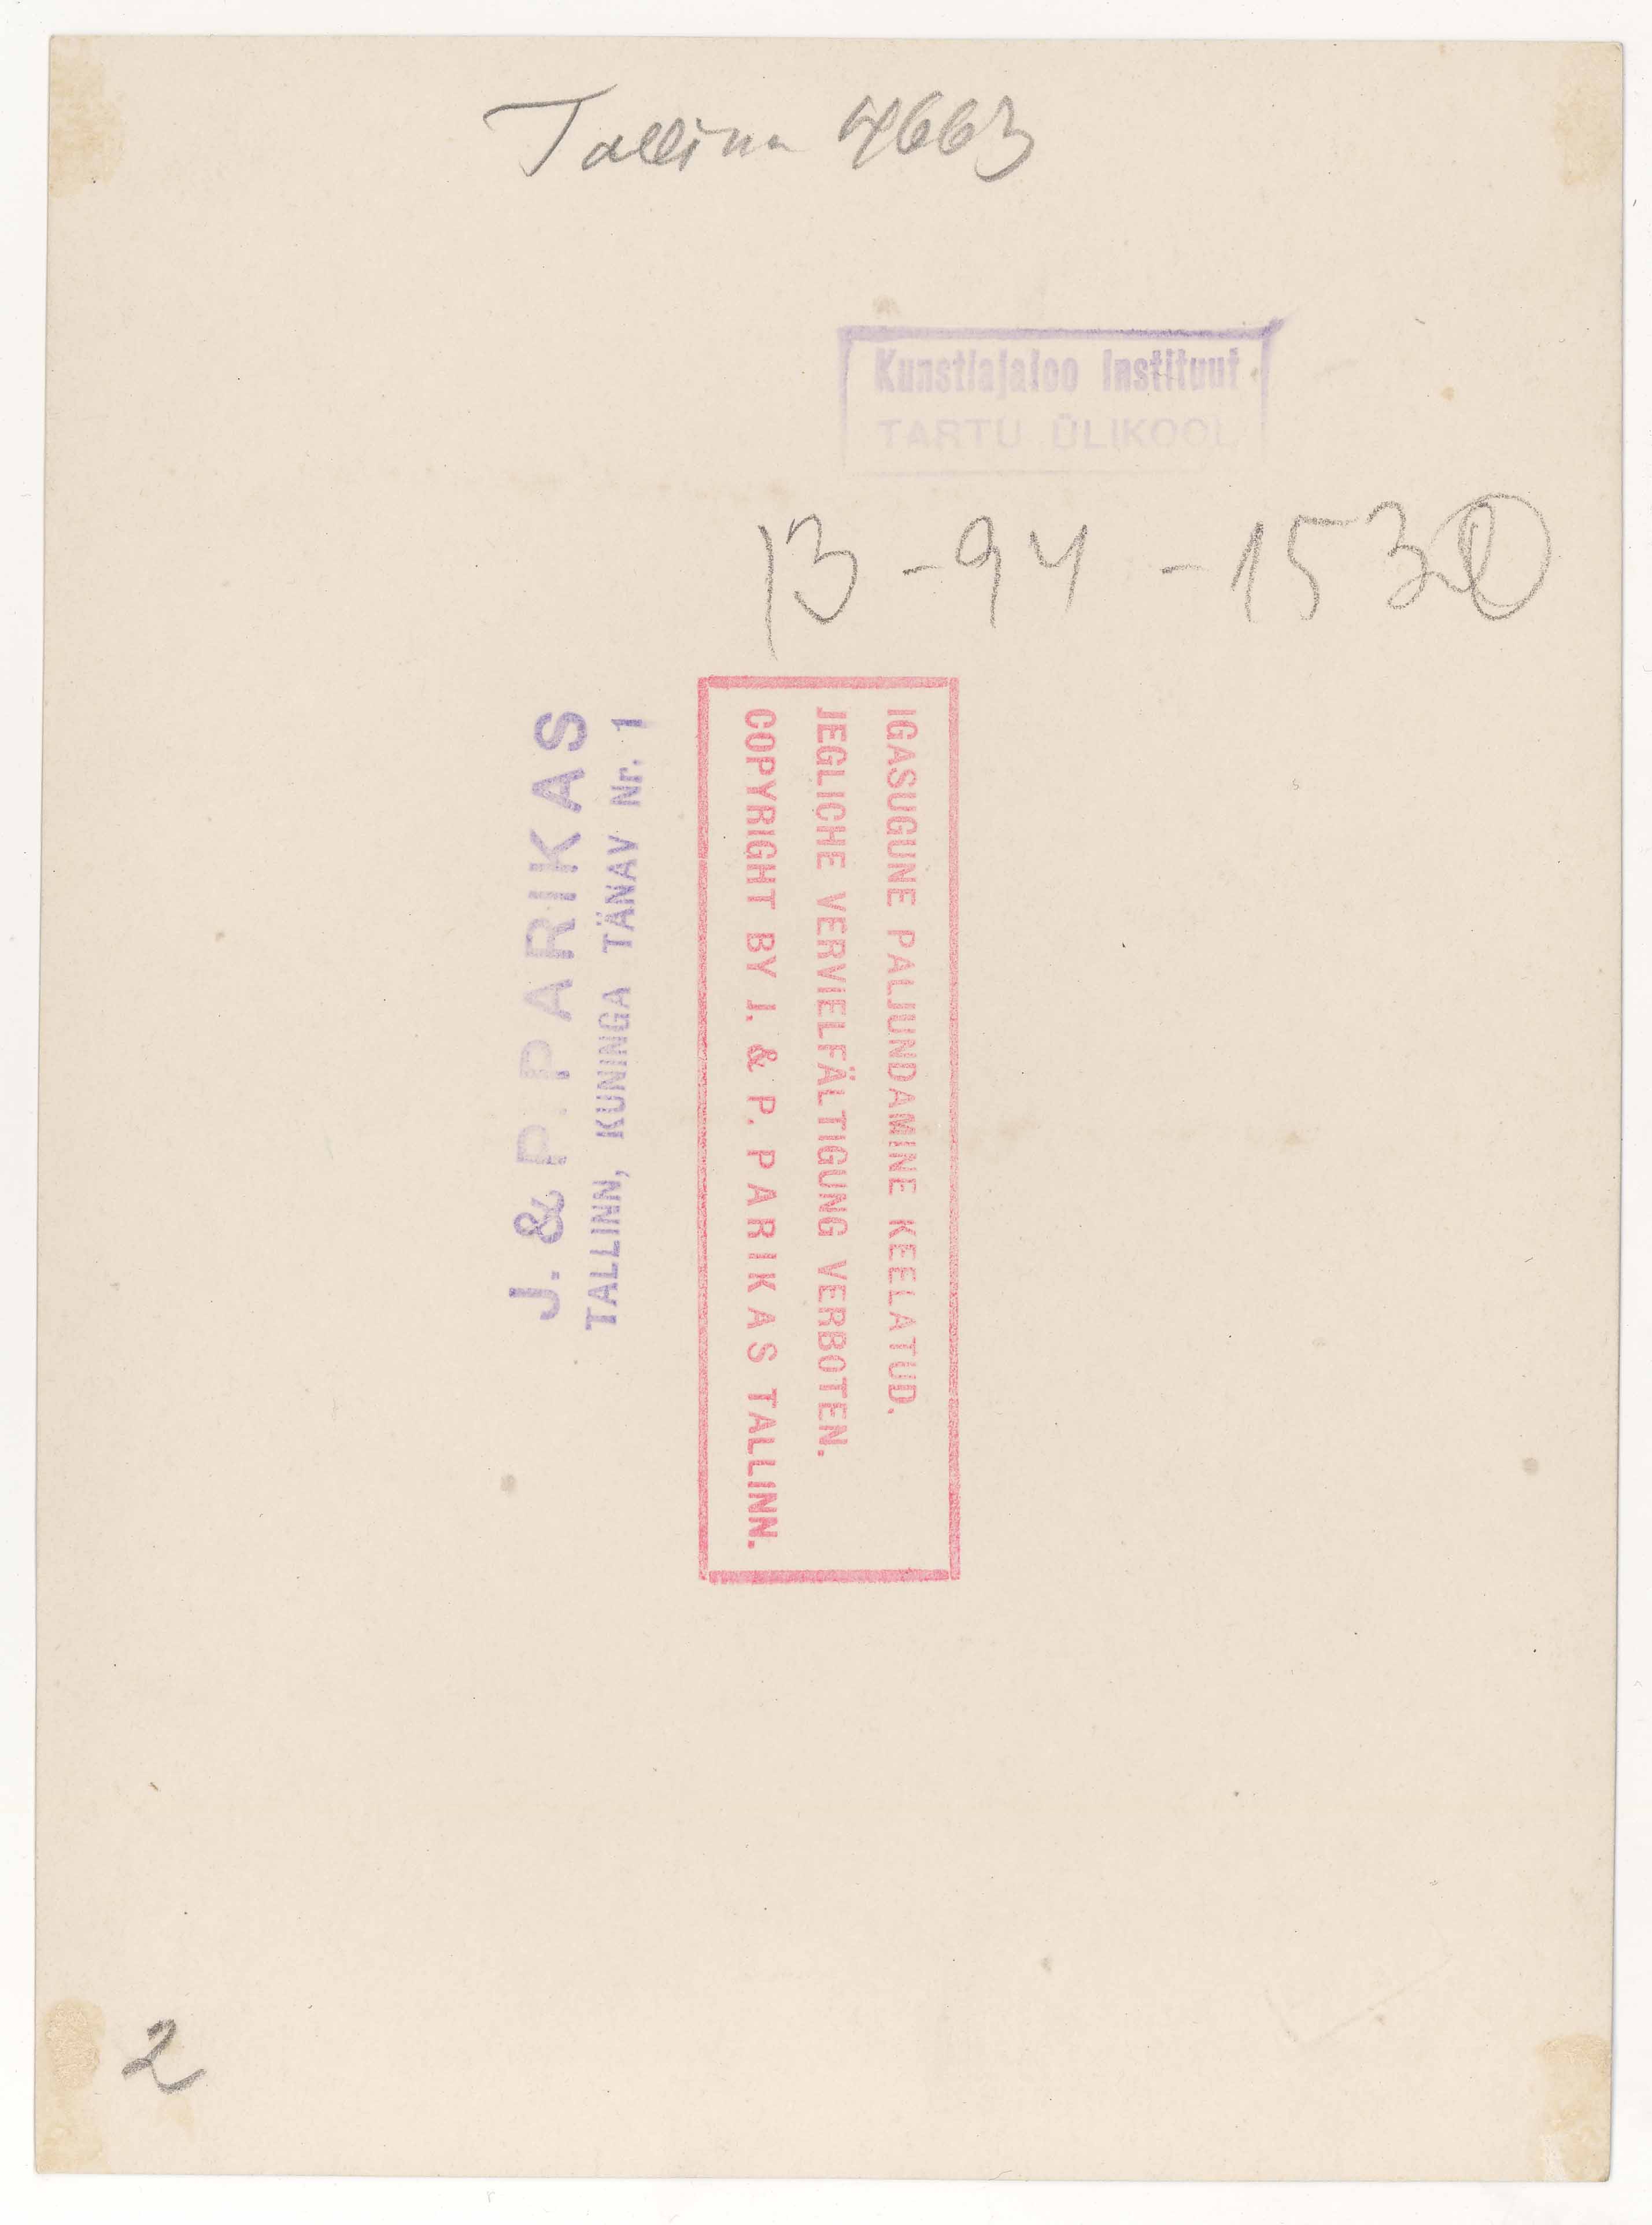 Tallinn 4663
Kunstiajaloo Instituut
TARTU ÜLIKOOL
13-94-153
J. & P. PARIKAS
TALLINN, KUNINGA TÄNAV Nr. 1
IGASUGUNE PALJUNDAMINE KEELATUD.
JEGLICHE VERVIELFÄLTIGUNG VERBOTEN.
COPYRIGHT BY J. & P. PARIKAS TALLINN.
2